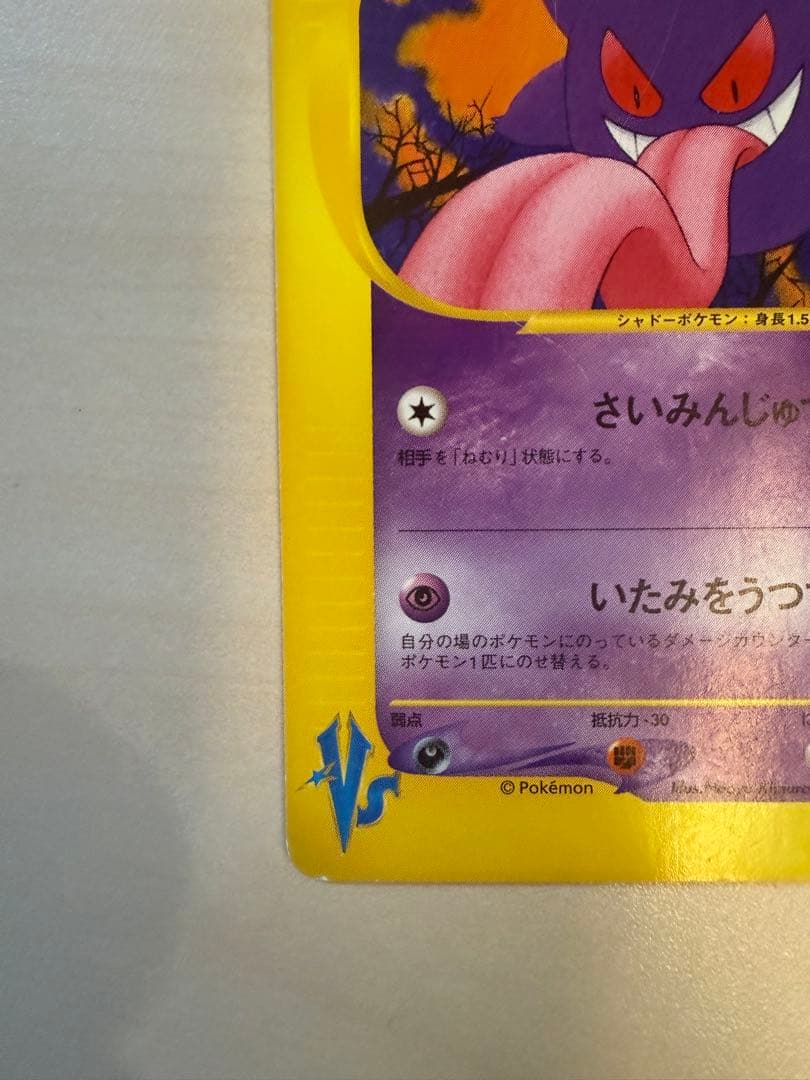 シャドーポケモン：身長1.5
さいみんじゅ
相手を「ねむり」状態にする。
いたみをうつ
自分の場のポケモンにのっているダメージカウンター
ポケモン1匹にのせ替える。
弱点
抵抗力-30
VS
© Pokémon
Illus.